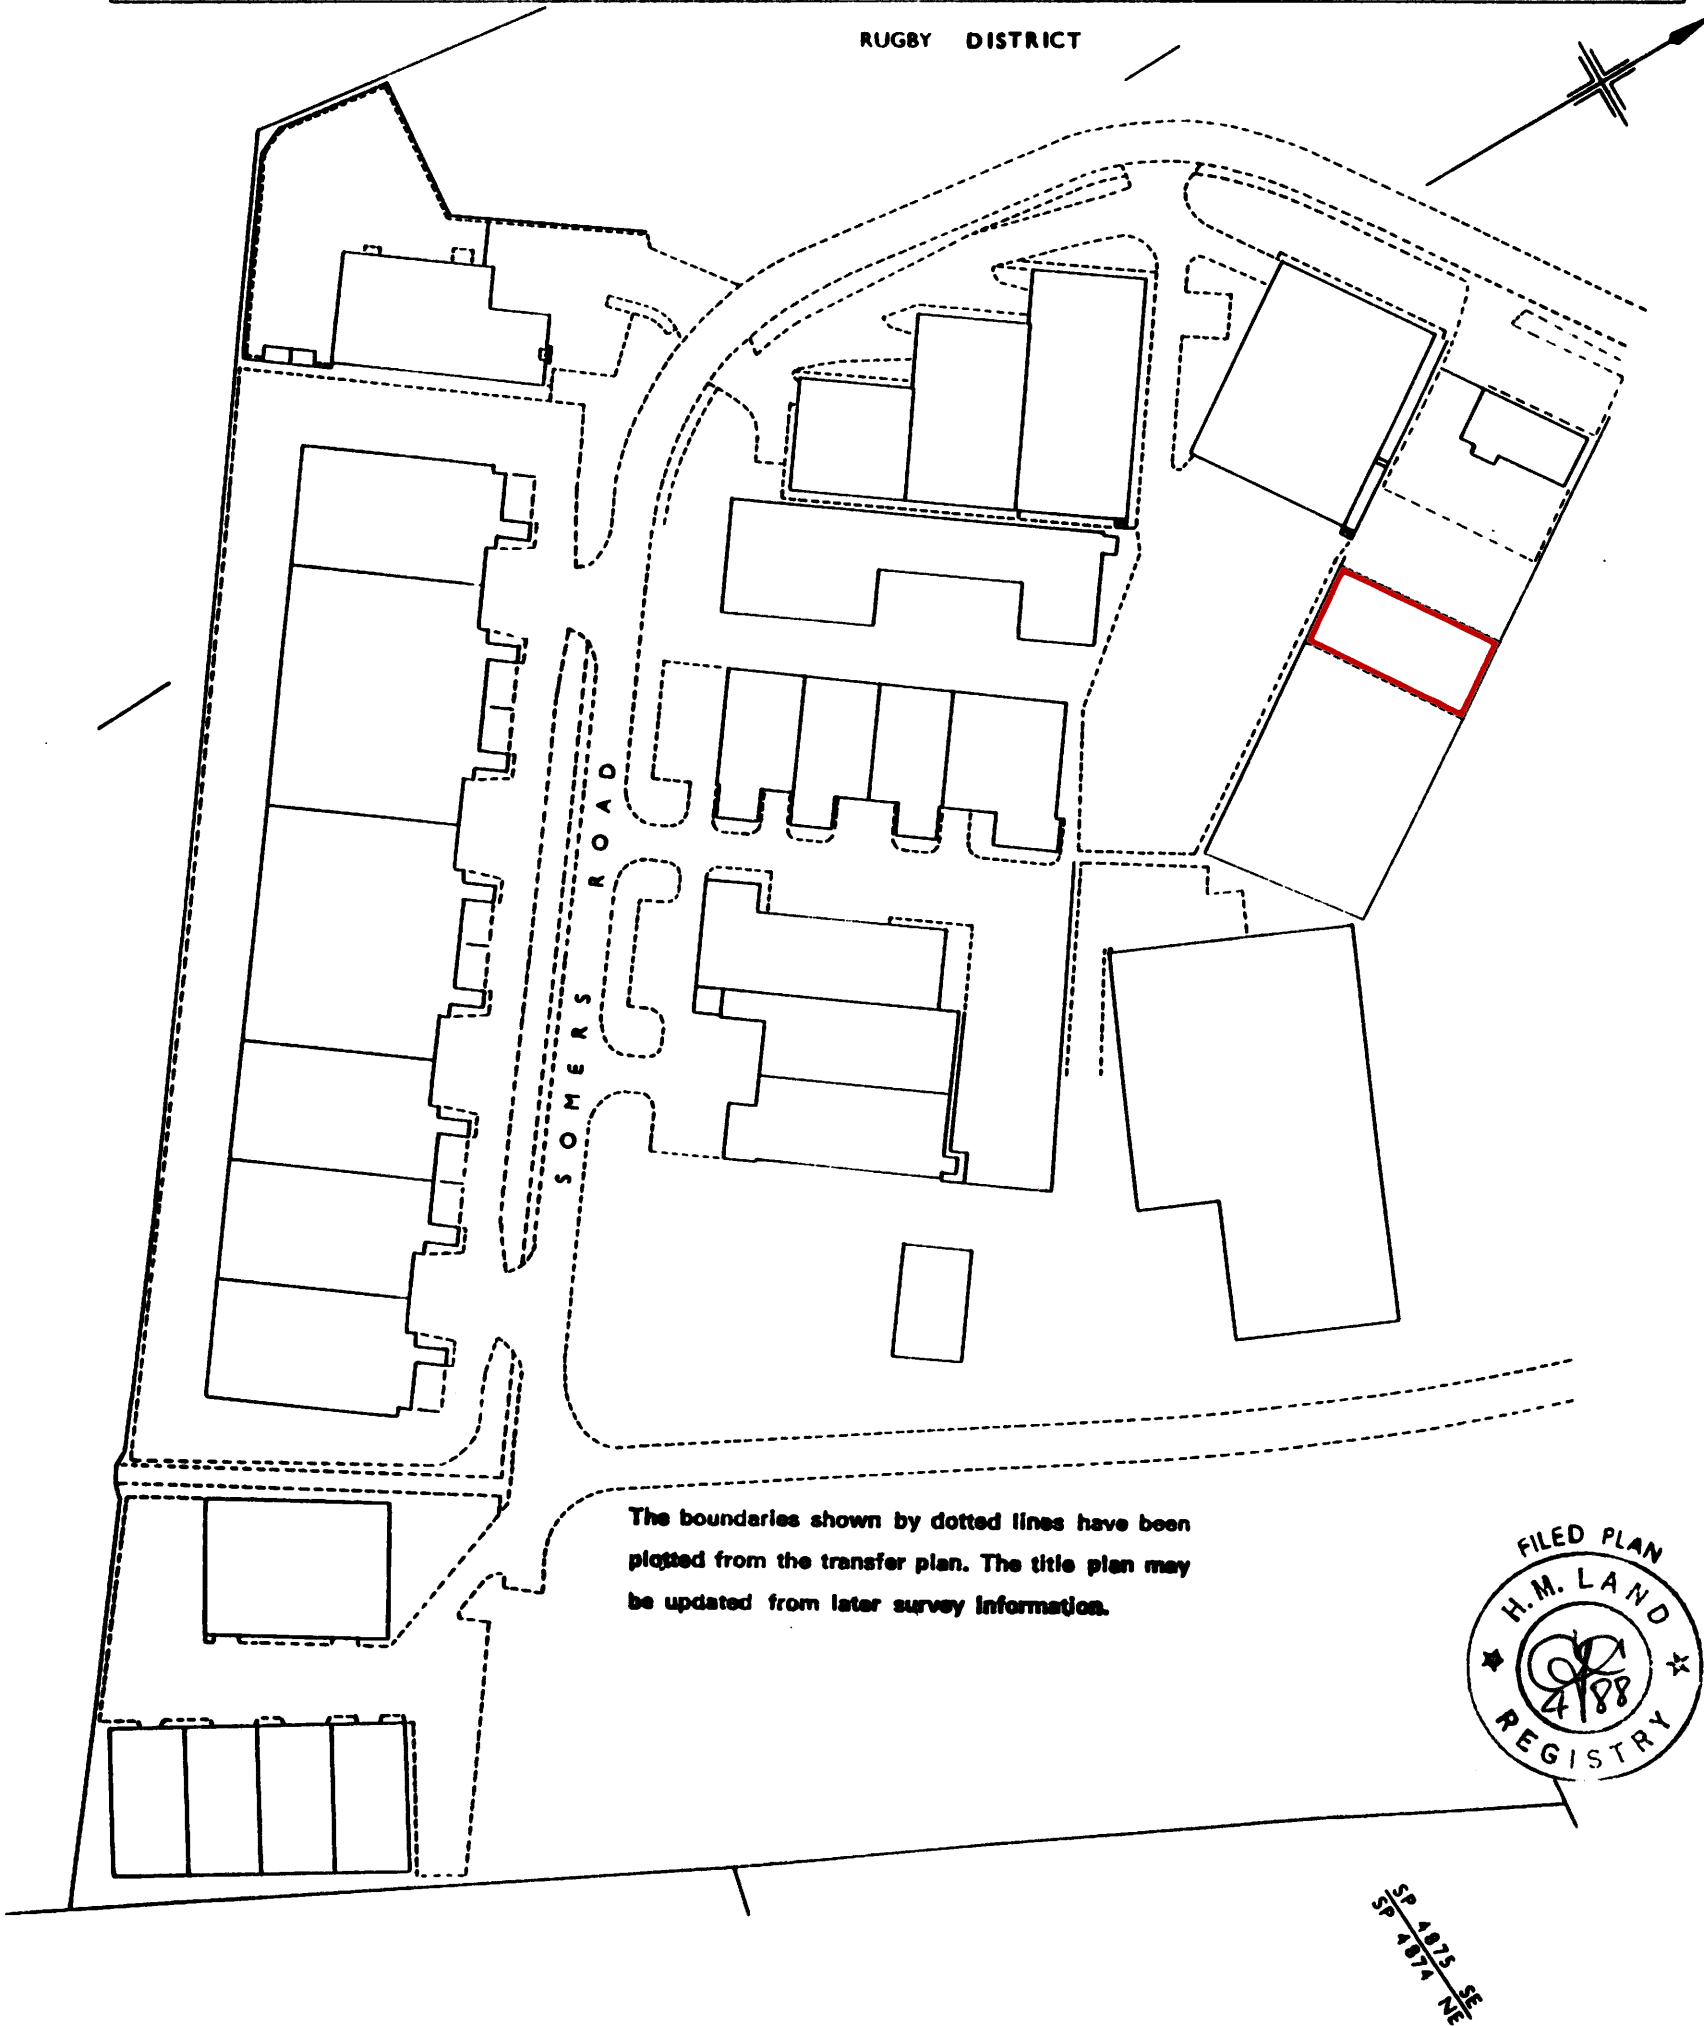 RUGBY DISTRICT
SOMERS ROAD
The boundaries shown by dotted lines have been
plotted from the transfer plan. The title plan may
be updated from later survey information.
FILED PLAN
H.M. LAND
REGISTRY
4 88
SP 4875 SE
SP 4874 NE